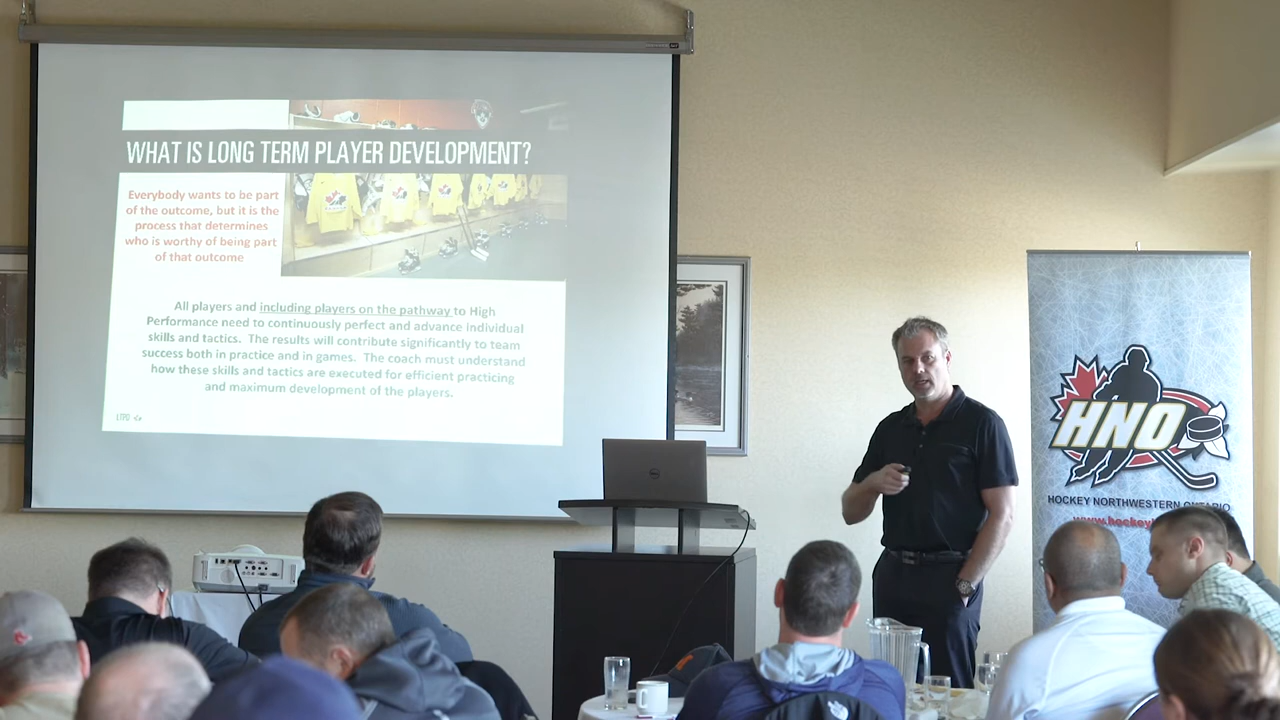 WHAT IS LONG TERM PLAYER DEVELOPMENT?
Everybody wants to be part
of the outcome, but it is the
process that determines
who is worthy of being part
of that outcome
All players and including players on the pathway to High
Performance need to continuously perfect and advance individual
skills and tactics. The results will contribute significantly to team
success both in practice and in games. The coach must understand
how these skills and tactics are executed for efficient practicing
and maximum development of the players.
LTPD
DELL
HNO
HOCKEY NORTHWESTERN ONTARIO
www.hockey